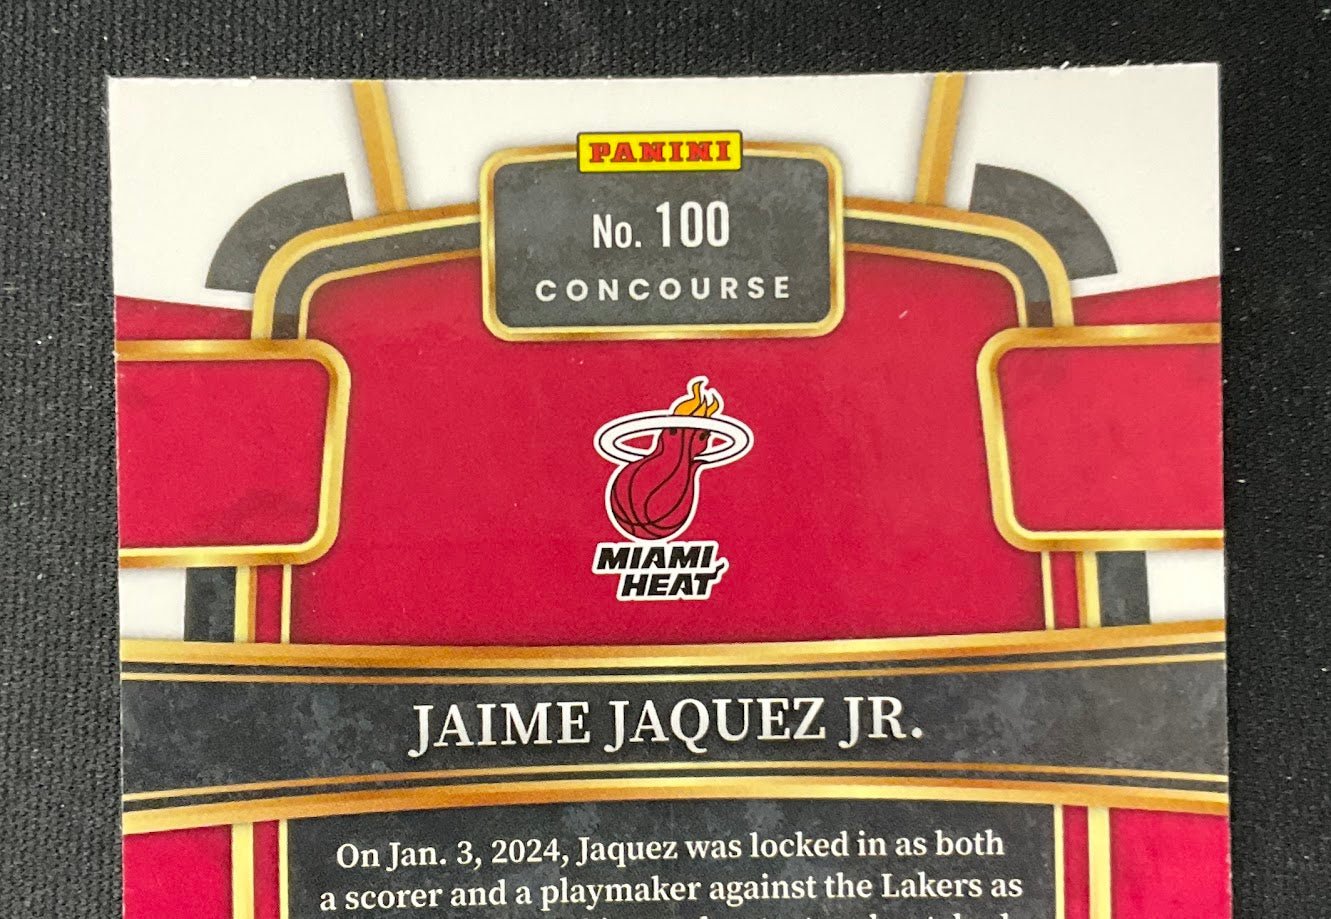 PANINI
No. 100
CONCOURSE
MIAMI
HEAT
JAIME JAQUEZ JR.
On Jan. 3, 2024, Jaquez was locked in as both
a scorer and a playmaker against the Lakers as